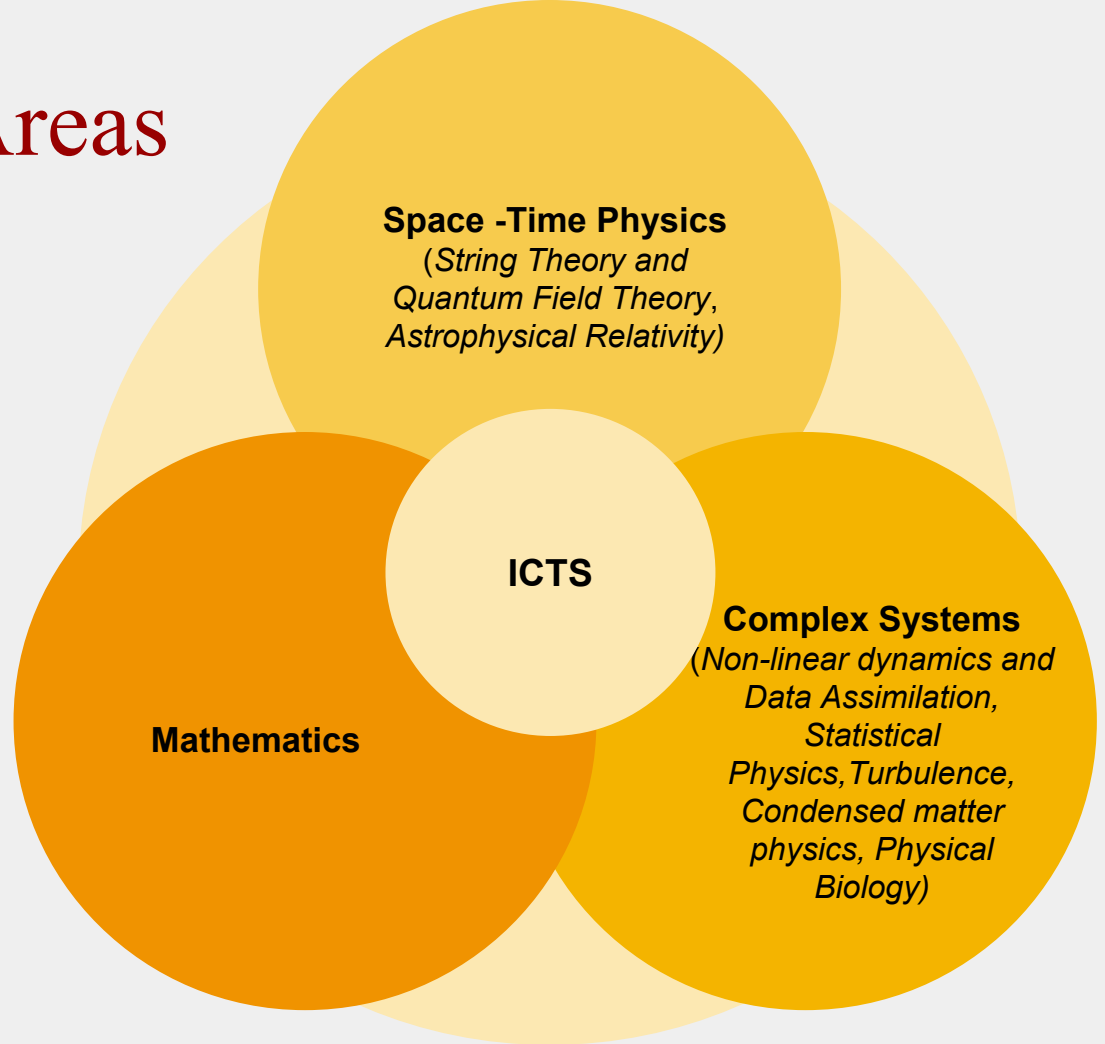 Areas
Space -Time Physics
(String Theory and
Quantum Field Theory,
Astrophysical Relativity)
ICTS
Complex Systems
(Non-linear dynamics and
Data Assimilation,
Statistical
Physics,Turbulence,
Condensed matter
physics, Physical
Biology)
Mathematics